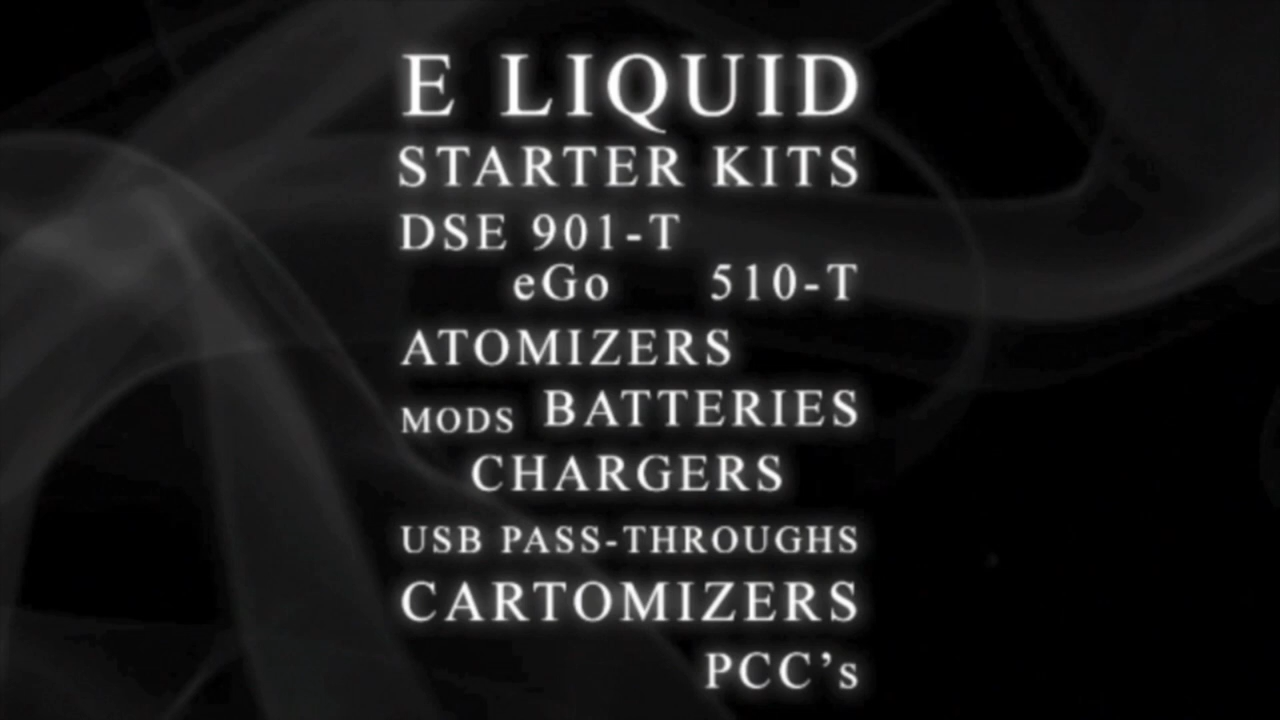 E LIQUID
STARTER KITS
DSE 901-T
eGo 510-T
ATOMIZERS
MODS BATTERIES
CHARGERS
USB PASS-THROUGHS
CARTOMIZERS
PCC’s